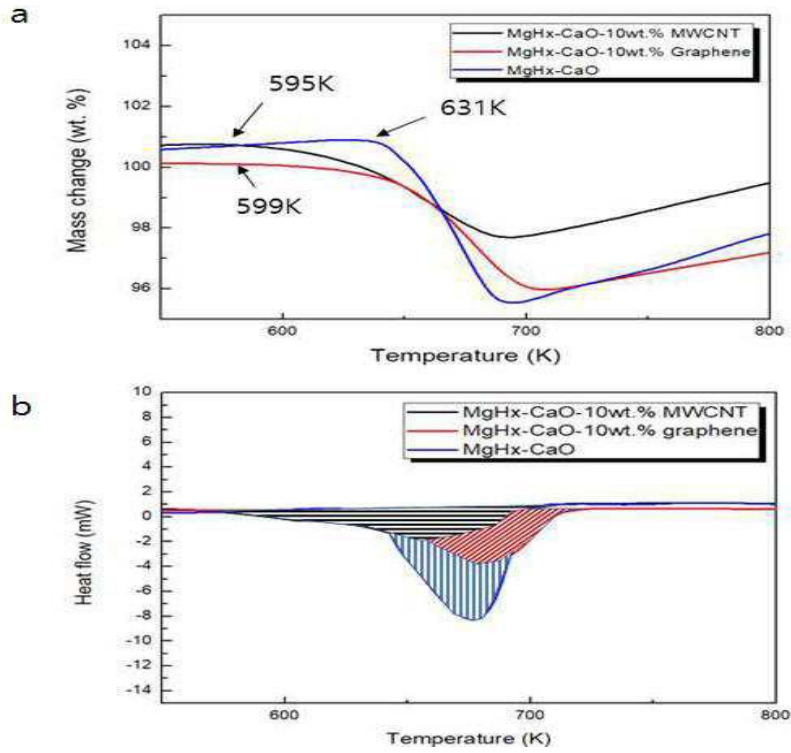 a
MgHx-CaO-10wt.% MWCNT
MgHx-CaO-10wt.% Graphene
MgHx-CaO
595K
631K
599K
Mass change (wt. %)
104
102
100
98
96
600
700
800
Temperature (K)
b
MgHx-CaO-10wt.% MWCNT
MgHx-CaO-10wt.% graphene
MgHx-CaO
Heat flow (mW)
10
8
6
4
2
0
-2
-4
-6
-8
-10
-12
-14
600
700
800
Temperature (K)